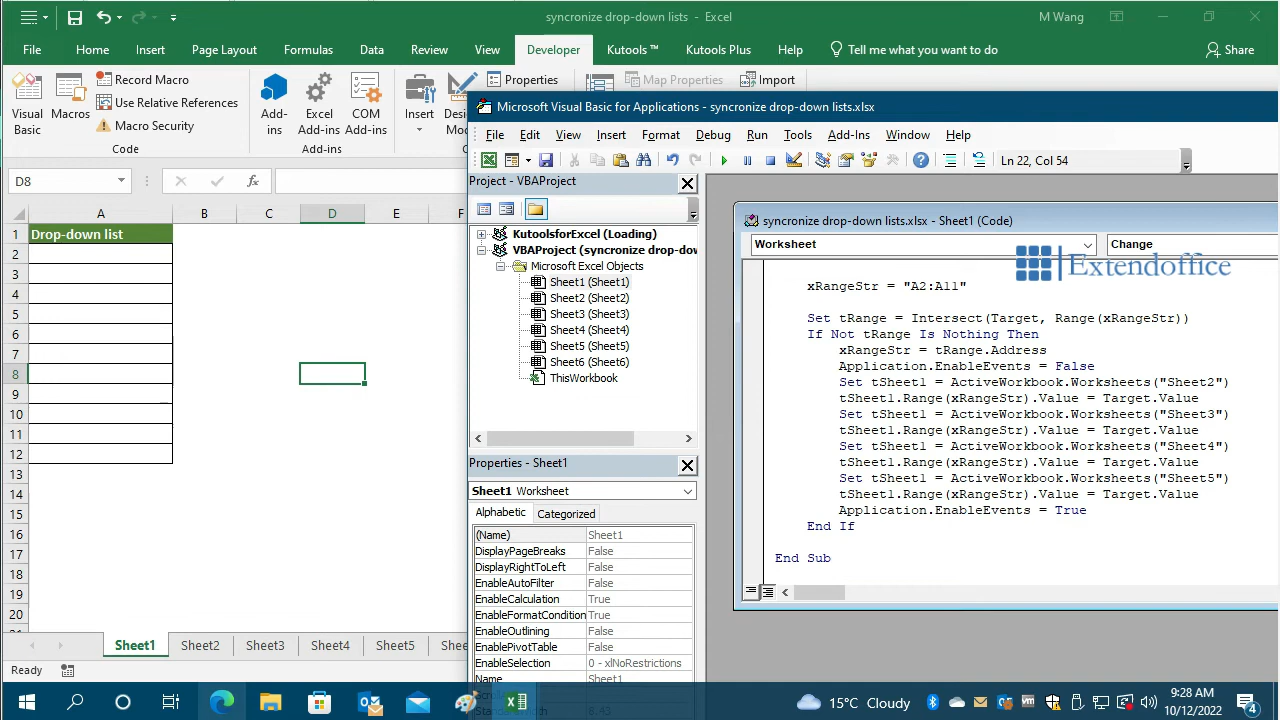 syncronize drop-down lists - Excel
M Wang
File Home Insert Page Layout Formulas Data Review View Developer Kutools ™ Kutools Plus Help Tell me what you want to do Share
Record Macro
Use Relative References
Macro Security
Visual Basic
Macros
Code
Add-ins
Excel Add-ins
COM Add-ins
Add-ins
Insert
Properties
Map Properties
Import
D8
A B C D E F
1 Drop-down list
2
3
4
5
6
7
8
9
10
11
12
13
14
15
16
17
18
19
20
Sheet1 Sheet2 Sheet3 Sheet4 Sheet5
Ready
Microsoft Visual Basic for Applications - syncronize drop-down lists.xlsx
File Edit View Insert Format Debug Run Tools Add-Ins Window Help
Ln 22, Col 54
Project - VBAProject
KutoolsforExcel (Loading)
VBAProject (syncronize drop-dow
Microsoft Excel Objects
Sheet1 (Sheet1)
Sheet2 (Sheet2)
Sheet3 (Sheet3)
Sheet4 (Sheet4)
Sheet5 (Sheet5)
Sheet6 (Sheet6)
ThisWorkbook
Properties - Sheet1
Sheet1 Worksheet
Alphabetic Categorized
(Name) Sheet1
DisplayPageBreaks False
DisplayRightToLeft False
EnableAutoFilter False
EnableCalculation True
EnableFormatCondition True
EnableOutlining False
EnablePivotTable False
EnableSelection 0 - xlNoRestrictions
Name Sheet1
syncronize drop-down lists.xlsx - Sheet1 (Code)
Worksheet
Change
Extendoffice
xRangeStr = "A2:A11"
Set tRange = Intersect(Target, Range(xRangeStr))
If Not tRange Is Nothing Then
xRangeStr = tRange.Address
Application.EnableEvents = False
Set tSheet1 = ActiveWorkbook.Worksheets("Sheet2")
tSheet1.Range(xRangeStr).Value = Target.Value
Set tSheet1 = ActiveWorkbook.Worksheets("Sheet3")
tSheet1.Range(xRangeStr).Value = Target.Value
Set tSheet1 = ActiveWorkbook.Worksheets("Sheet4")
tSheet1.Range(xRangeStr).Value = Target.Value
Set tSheet1 = ActiveWorkbook.Worksheets("Sheet5")
tSheet1.Range(xRangeStr).Value = Target.Value
Application.EnableEvents = True
End If
End Sub
15°C Cloudy
9:28 AM
10/12/2022
4